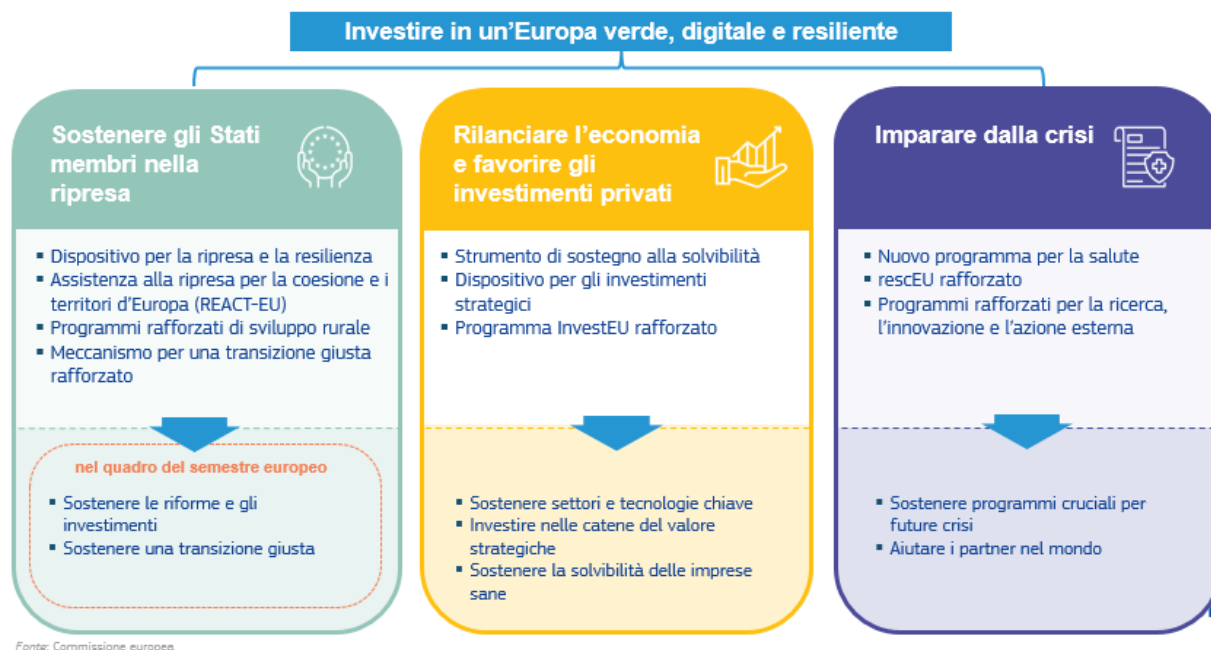 Investire in un'Europa verde, digitale e resiliente
Sostenere gli Stati
membri nella
ripresa
▪ Dispositivo per la ripresa e la resilienza
▪ Assistenza alla ripresa per la coesione e i
territori d'Europa (REACT-EU)
▪ Programmi rafforzati di sviluppo rurale
▪ Meccanismo per una transizione giusta
rafforzato
nel quadro del semestre europeo
▪ Sostenere le riforme e gli
investimenti
▪ Sostenere una transizione giusta
Rilanciare l'economia
e favorire gli
investimenti privati
▪ Strumento di sostegno alla solvibilità
▪ Dispositivo per gli investimenti
strategici
▪ Programma InvestEU rafforzato
▪ Sostenere settori e tecnologie chiave
▪ Investire nelle catene del valore
strategiche
▪ Sostenere la solvibilità delle imprese
sane
Imparare dalla crisi
▪ Nuovo programma per la salute
▪ rescEU rafforzato
▪ Programmi rafforzati per la ricerca,
l'innovazione e l'azione esterna
▪ Sostenere programmi cruciali per
future crisi
▪ Aiutare i partner nel mondo
Fonte: Commissione europea